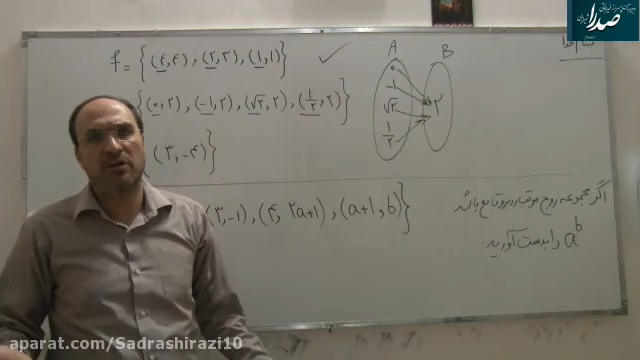 صدرا
f = { (۴,۴), (۲,۳), (۱,۱) } ✓
A B
{ (۰,۲), (-۱,۲), (√۲,۲), (۱/۲,۲) }
۰
-۱
√۲
۱/۲
۲
(۳,-۴) }
(۳,-۱), (۴, ۲a+۱), (a+۱, b) }
اگر مجموعه زوج مرتب روبرو تابع باشد
a^b را بدست آورید.
aparat.com/Sadrashirazi10